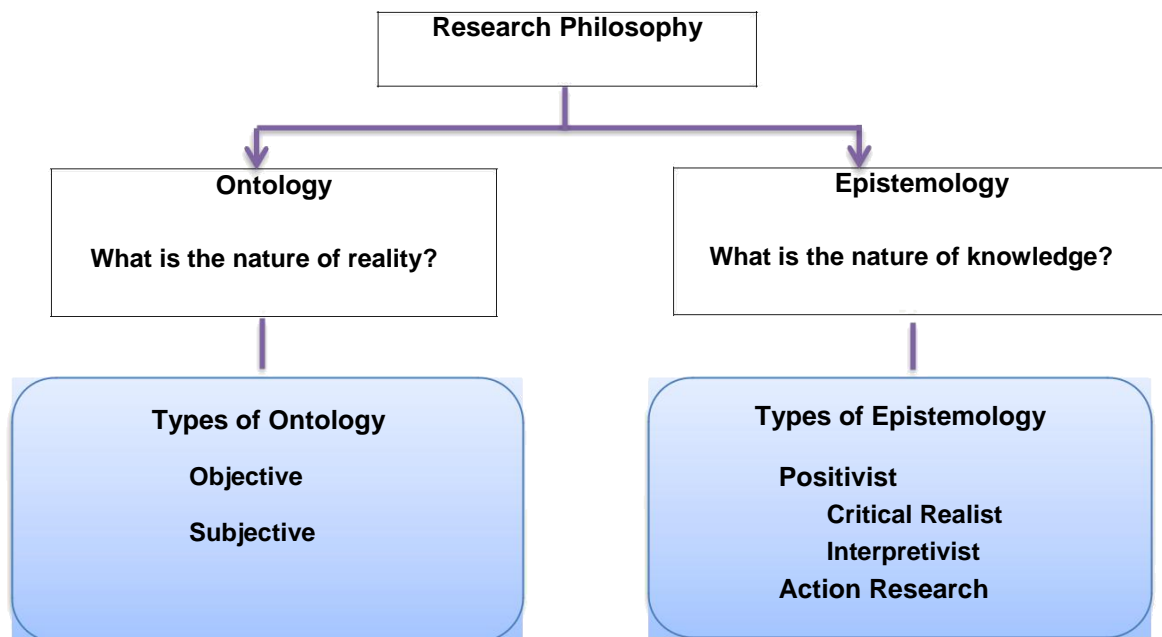 Research Philosophy
Ontology
What is the nature of reality?
Epistemology
What is the nature of knowledge?
Types of Ontology
Objective
Subjective
Types of Epistemology
Positivist
Critical Realist
Interpretivist
Action Research